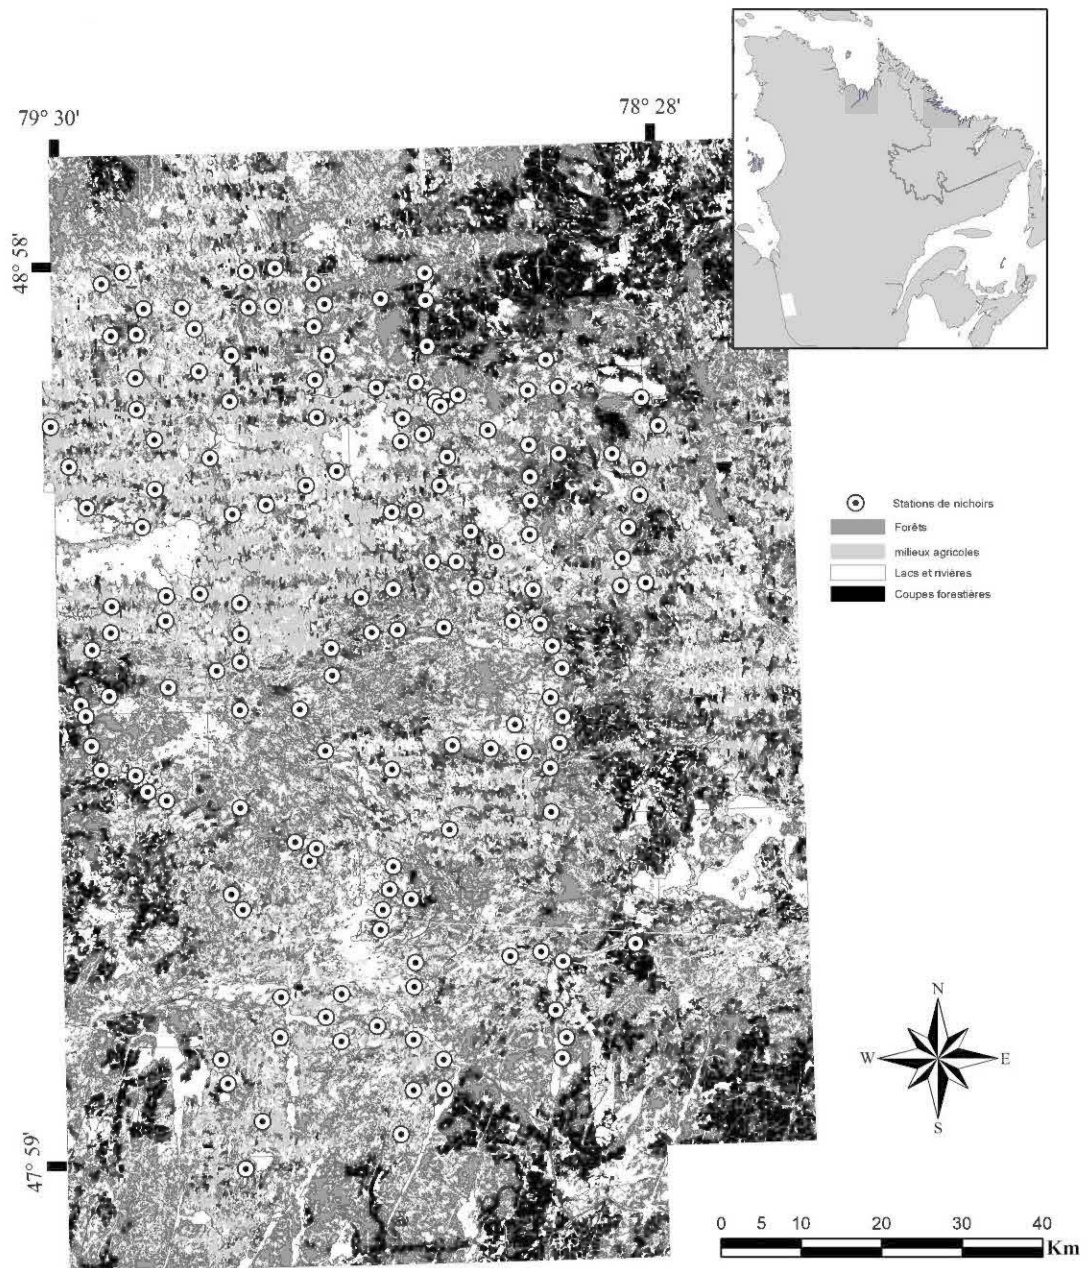 79° 30'
78° 28'
48° 58'
Stations de nichoirs
Forêts
milieux agricoles
Lacs et rivières
Coupes forestières
N
W
E
S
47° 59'
0 5 10 20 30 40
Km